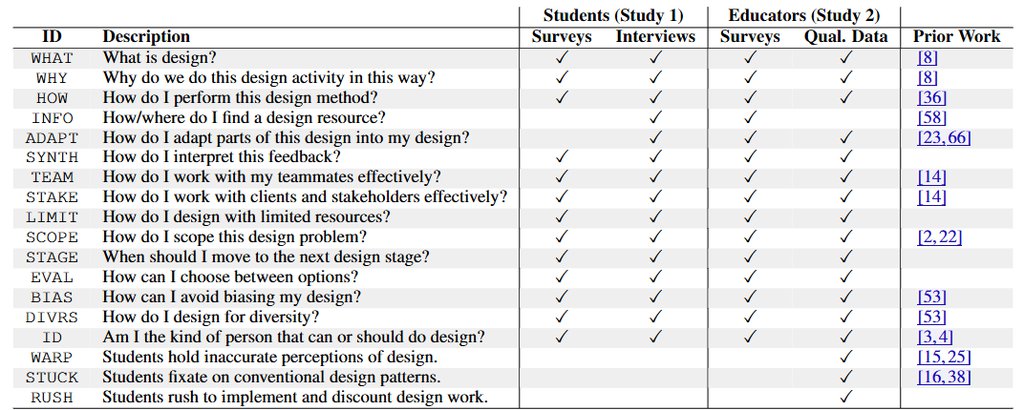 Students (Study 1) Educators (Study 2)
ID Description Surveys Interviews Surveys Qual. Data Prior Work
WHAT What is design? ✓ ✓ ✓ ✓ [8]
WHY Why do we do this design activity in this way? ✓ ✓ ✓ ✓ [8]
HOW How do I perform this design method? ✓ ✓ ✓ ✓ [36]
INFO How/where do I find a design resource? ✓ ✓ [58]
ADAPT How do I adapt parts of this design into my design? ✓ ✓ ✓ [23,66]
SYNTH How do I interpret this feedback? ✓ ✓ ✓ ✓
TEAM How do I work with my teammates effectively? ✓ ✓ ✓ ✓ [14]
STAKE How do I work with clients and stakeholders effectively? ✓ ✓ ✓ ✓ [14]
LIMIT How do I design with limited resources? ✓ ✓ ✓ ✓
SCOPE How do I scope this design problem? ✓ ✓ ✓ ✓ [2,22]
STAGE When should I move to the next design stage? ✓ ✓ ✓ ✓
EVAL How can I choose between options? ✓ ✓ ✓ ✓
BIAS How can I avoid biasing my design? ✓ ✓ ✓ ✓ [53]
DIVRS How do I design for diversity? ✓ ✓ ✓ ✓ [53]
ID Am I the kind of person that can or should do design? ✓ ✓ ✓ ✓ [3,4]
WARP Students hold inaccurate perceptions of design. ✓ [15,25]
STUCK Students fixate on conventional design patterns. ✓ [16,38]
RUSH Students rush to implement and discount design work. ✓